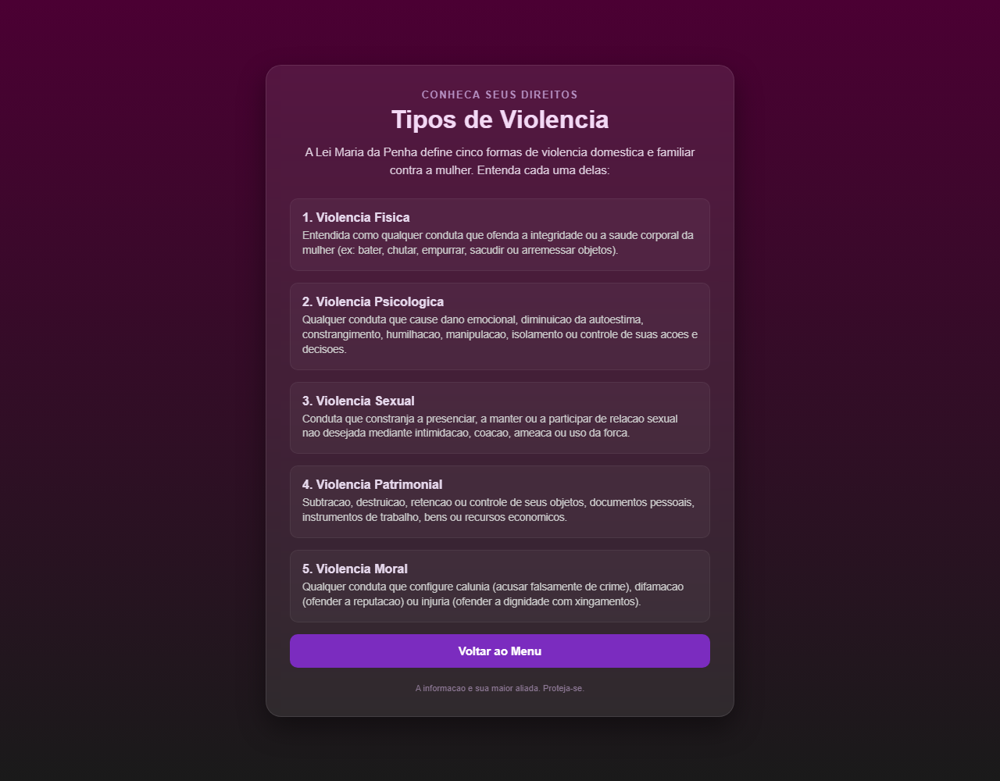 CONHECA SEUS DIREITOS
Tipos de Violencia
A Lei Maria da Penha define cinco formas de violencia domestica e familiar
contra a mulher. Entenda cada uma delas:
1. Violencia Fisica
Entendida como qualquer conduta que ofenda a integridade ou a saude corporal da
mulher (ex: bater, chutar, empurrar, sacudir ou arremessar objetos).
2. Violencia Psicologica
Qualquer conduta que cause dano emocional, diminuicao da autoestima,
constrangimento, humilhacao, manipulacao, isolamento ou controle de suas acoes e
decisoes.
3. Violencia Sexual
Conduta que constranja a presenciar, a manter ou a participar de relacao sexual
nao desejada mediante intimidacao, coacao, ameaca ou uso da forca.
4. Violencia Patrimonial
Subtracao, destruicao, retencao ou controle de seus objetos, documentos pessoais,
instrumentos de trabalho, bens ou recursos economicos.
5. Violencia Moral
Qualquer conduta que configure calunia (acusar falsamente de crime), difamacao
(ofender a reputacao) ou injuria (ofender a dignidade com xingamentos).
Voltar ao Menu
A informacao e sua maior aliada. Proteja-se.